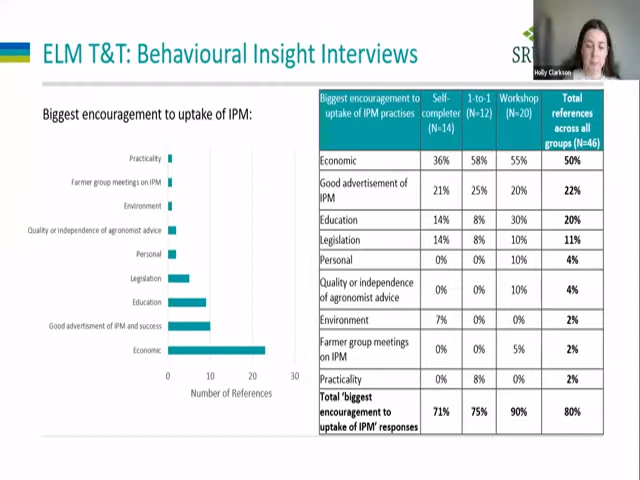 ELM T&T: Behavioural Insight Interviews
SR
Holly Clarkson
Biggest encouragement to uptake of IPM:
Practicality
Farmer group meetings on IPM
Environment
Quality or independence of agronomist advice
Personal
Legislation
Education
Good advertisment of IPM and success
Economic
0 10 20 30
Number of References
Biggest encouragement to uptake of IPM practises
Self-completer (N=14)
1-to-1 (N=12)
Workshop (N=20)
Total references across all groups (N=46)
Economic 36% 58% 55% 50%
Good advertisement of IPM 21% 25% 20% 22%
Education 14% 8% 30% 20%
Legislation 14% 8% 10% 11%
Personal 0% 0% 10% 4%
Quality or independence of agronomist advice 0% 0% 10% 4%
Environment 7% 0% 0% 2%
Farmer group meetings on IPM 0% 0% 5% 2%
Practicality 0% 8% 0% 2%
Total 'biggest encouragement to uptake of IPM' responses 71% 75% 90% 80%